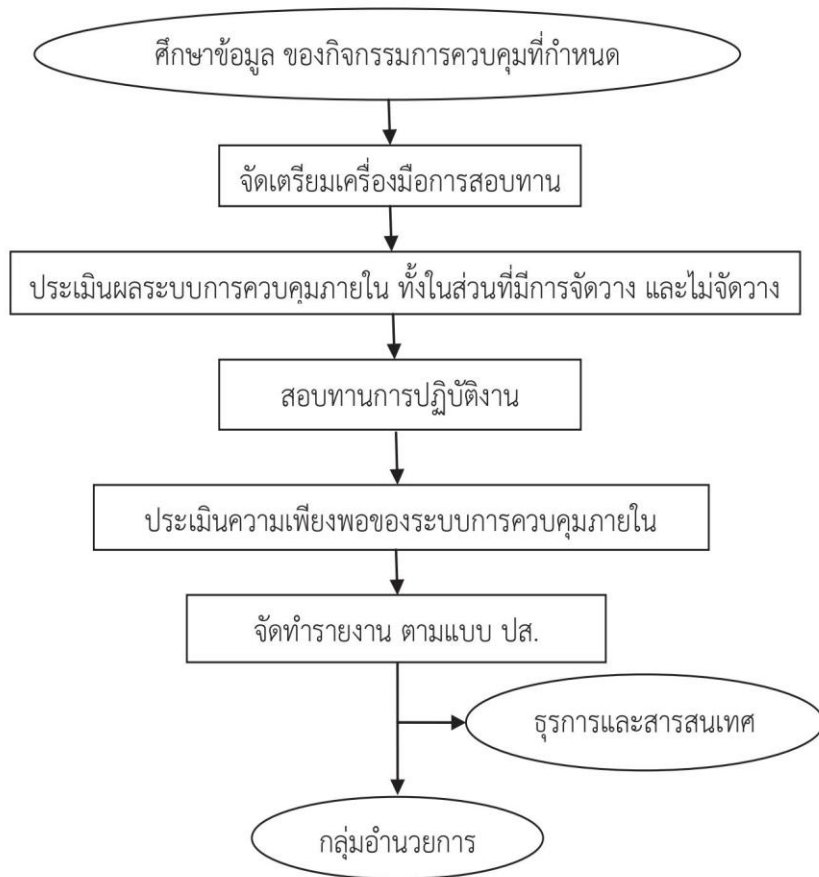 ศึกษาข้อมูล ของกิจกรรมการควบคุมที่กำหนด
จัดเตรียมเครื่องมือการสอบทาน
ประเมินผลระบบการควบคุมภายใน ทั้งในส่วนที่มีการจัดวาง และไม่จัดวาง
สอบทานการปฏิบัติงาน
ประเมินความเพียงพอของระบบการควบคุมภายใน
จัดทำรายงาน ตามแบบ ปส.
ธุรการและสารสนเทศ
กลุ่มอำนวยการ